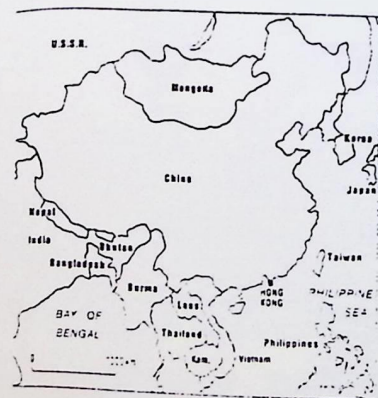 U.S.S.R.
Mongolia
Korea
China
Japan
Nepal
India
Bhutan
Bangladesh
Burma
Taiwan
HONG
KONG
PHILIPPINE
SEA
Laos
BAY OF
BENGAL
Thailand
Kam.
Vietnam
Philippines
0